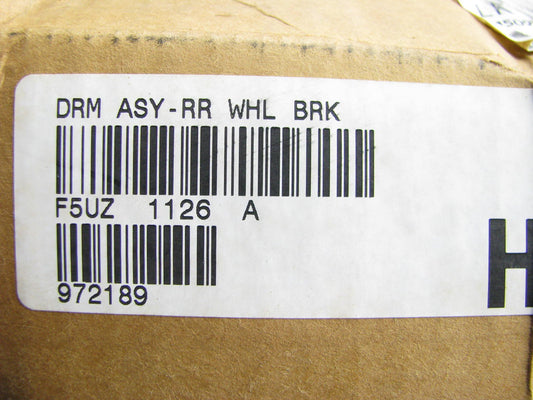 DRM ASY-RR WHL BRK
F5UZ 1126 A
972189
H